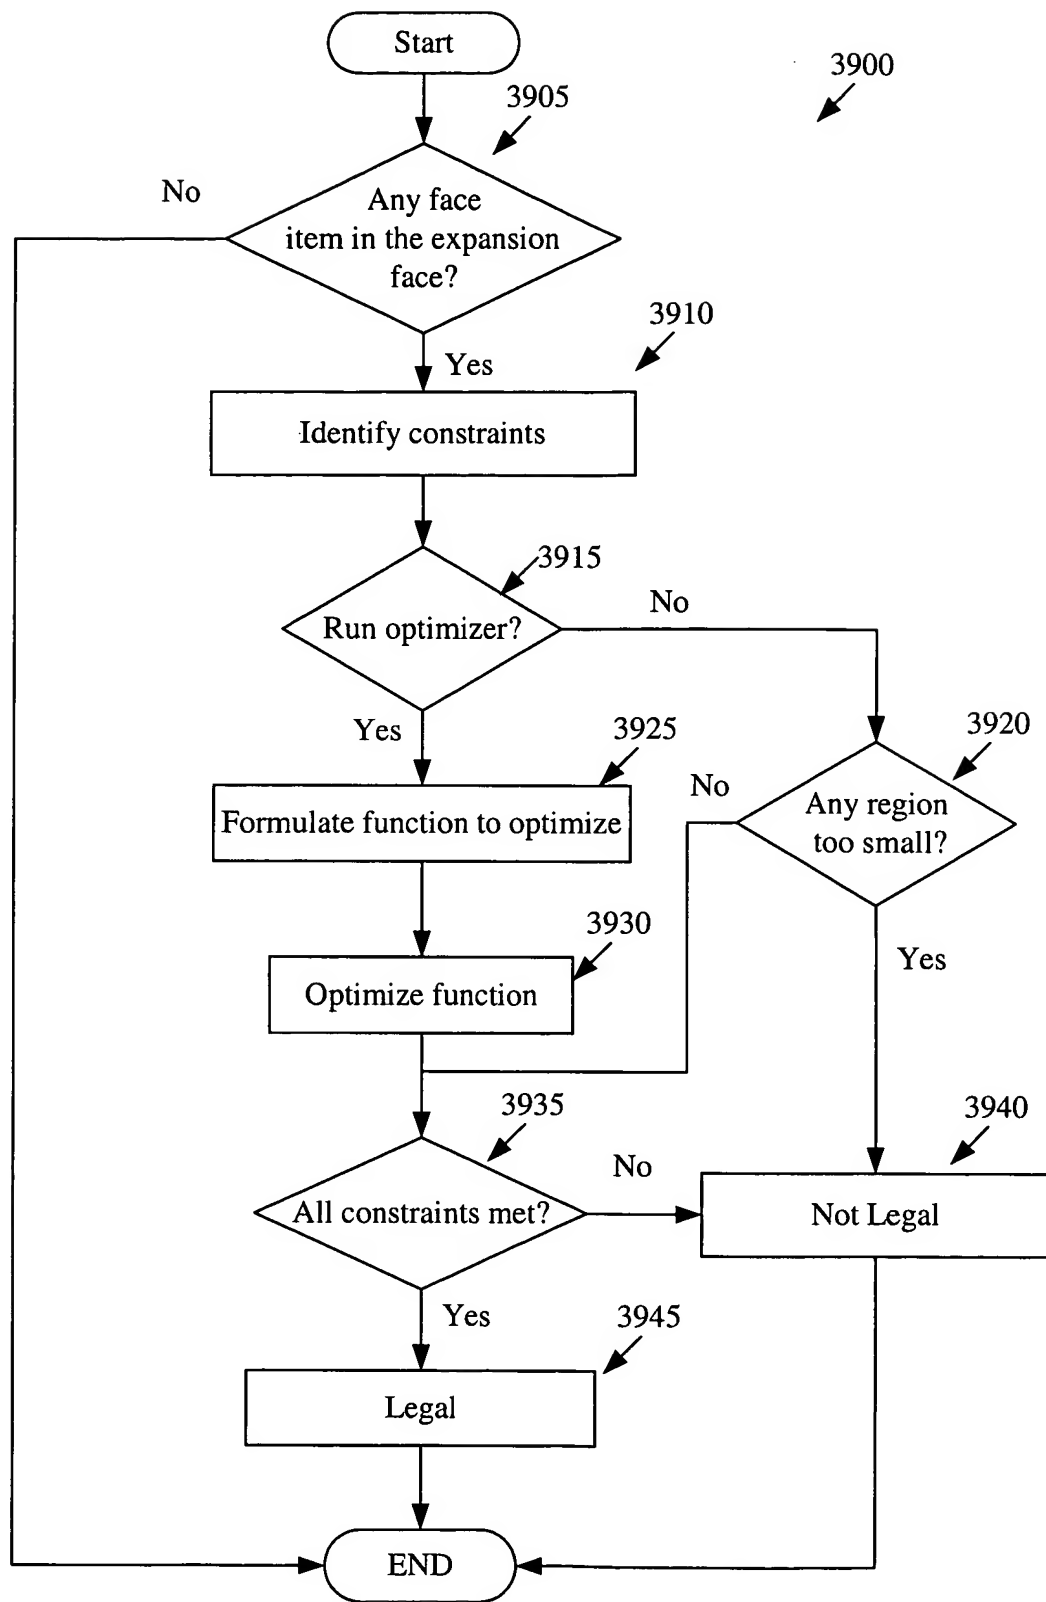 Start
3900
3905
No
Any face
item in the expansion
face?
3910
Yes
Identify constraints
3915
No
Run optimizer?
Yes
3925
3920
No
Any region
too small?
Formulate function to optimize
3930
Yes
Optimize function
3935
3940
No
All constraints met?
Not Legal
Yes
3945
Legal
END